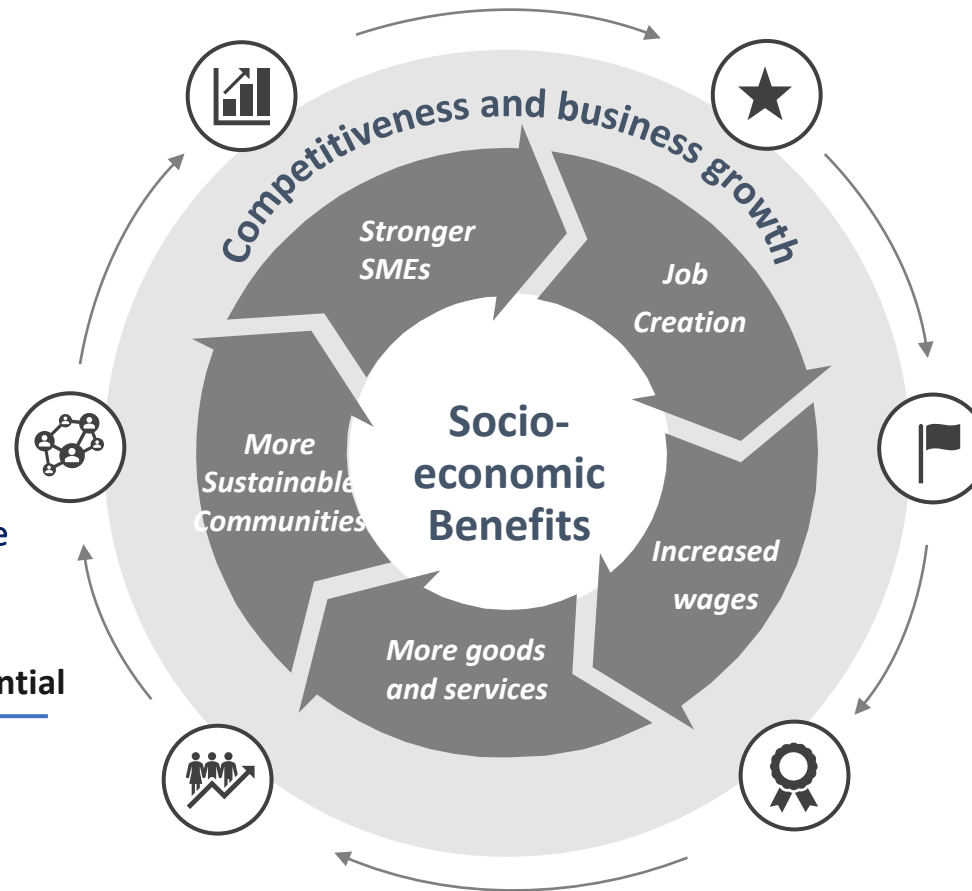 Competitiveness and business growth
Stronger
SMEs
Job
Creation
Increased
wages
More goods
and services
More
Sustainable
Communities
Socio-
economic
Benefits
e
ntial